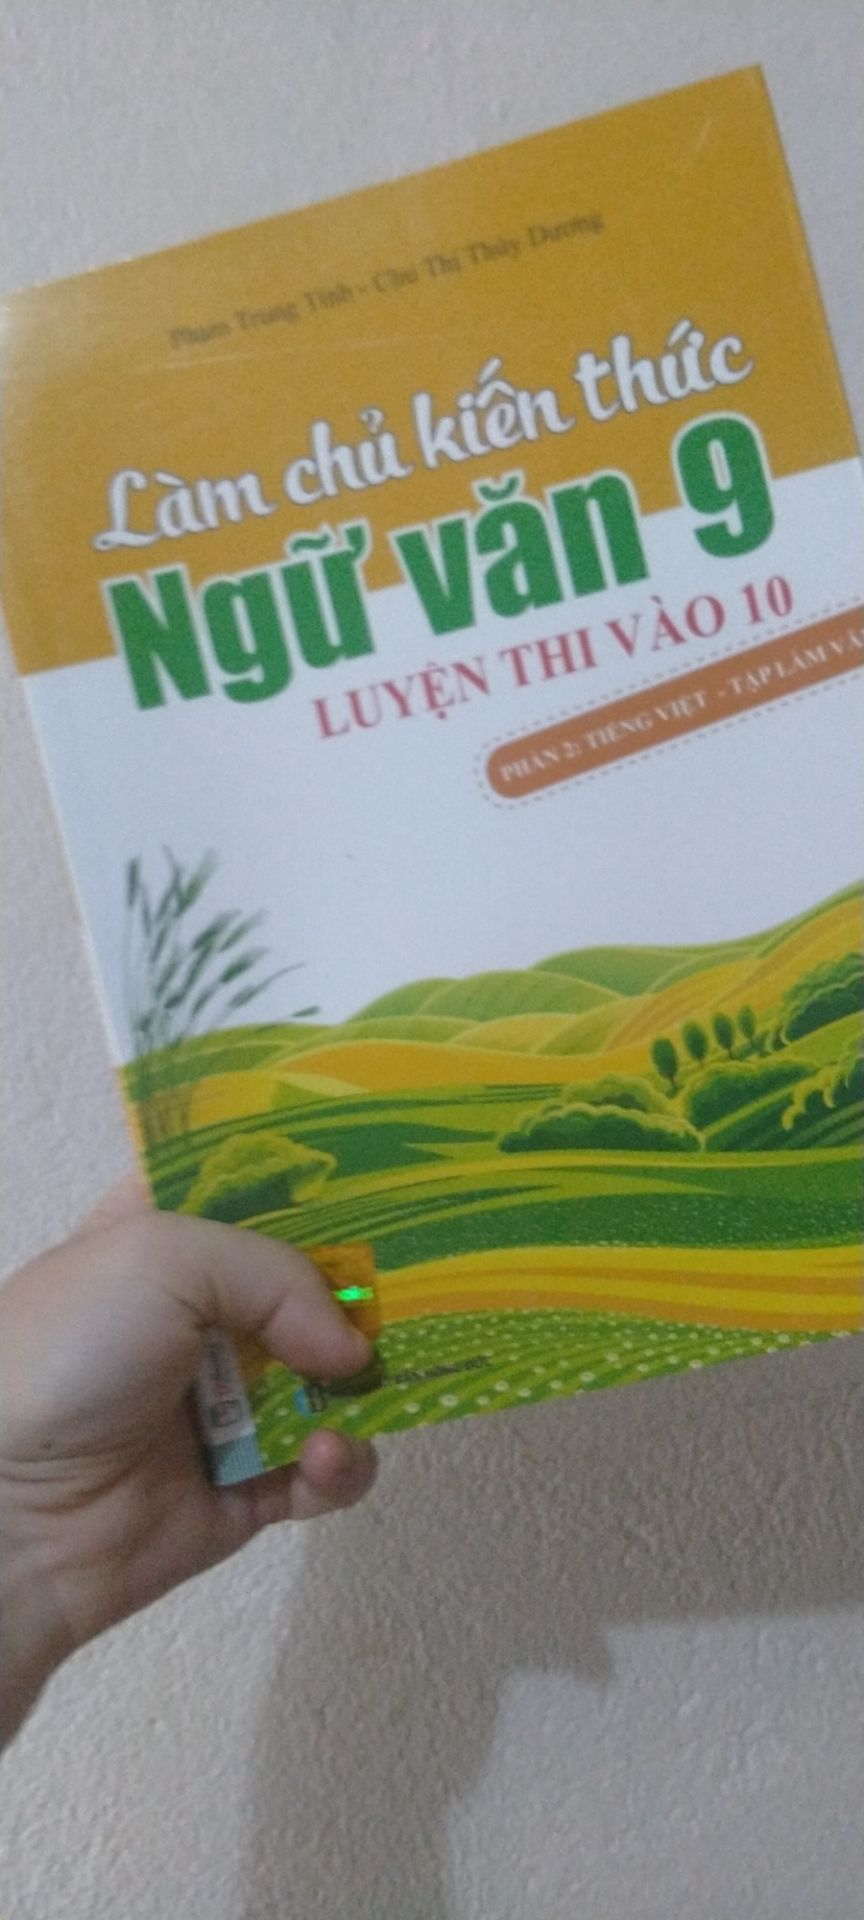 Phạm Trung Tình - Chu Thị Thùy Dương
Làm chủ kiến thức
Ngữ văn 9
LUYỆN THI VÀO 10
PHẦN 2: TIẾNG VIỆT - TẬP LÀM